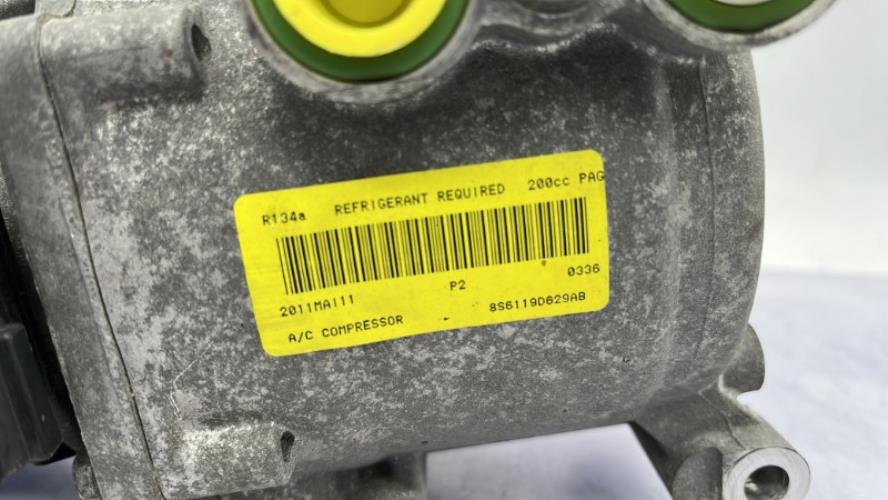 R134a REFRIGERANT REQUIRED 200cc PAG
2011MAI11 P2 0336
A/C COMPRESSOR 8S6119D629AB